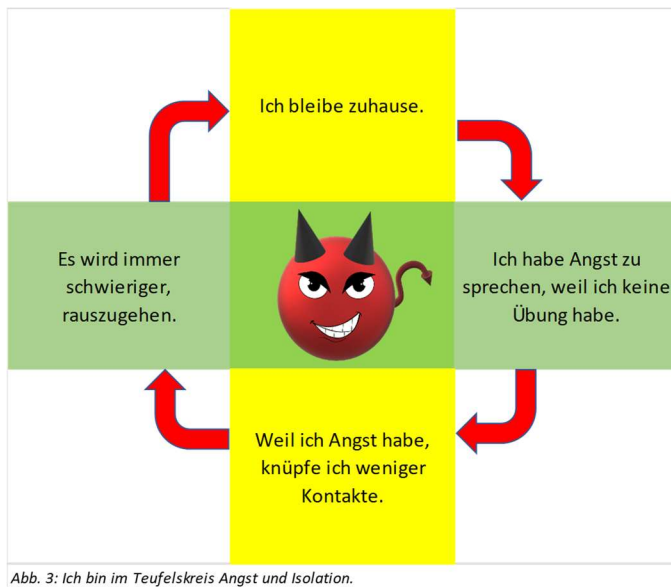 Ich bleibe zuhause.
Es wird immer
schwieriger,
rauszugehen.
Ich habe Angst zu
sprechen, weil ich keine
Übung habe.
Weil ich Angst habe,
knüpfe ich weniger
Kontakte.
Abb. 3: Ich bin im Teufelskreis Angst und Isolation.